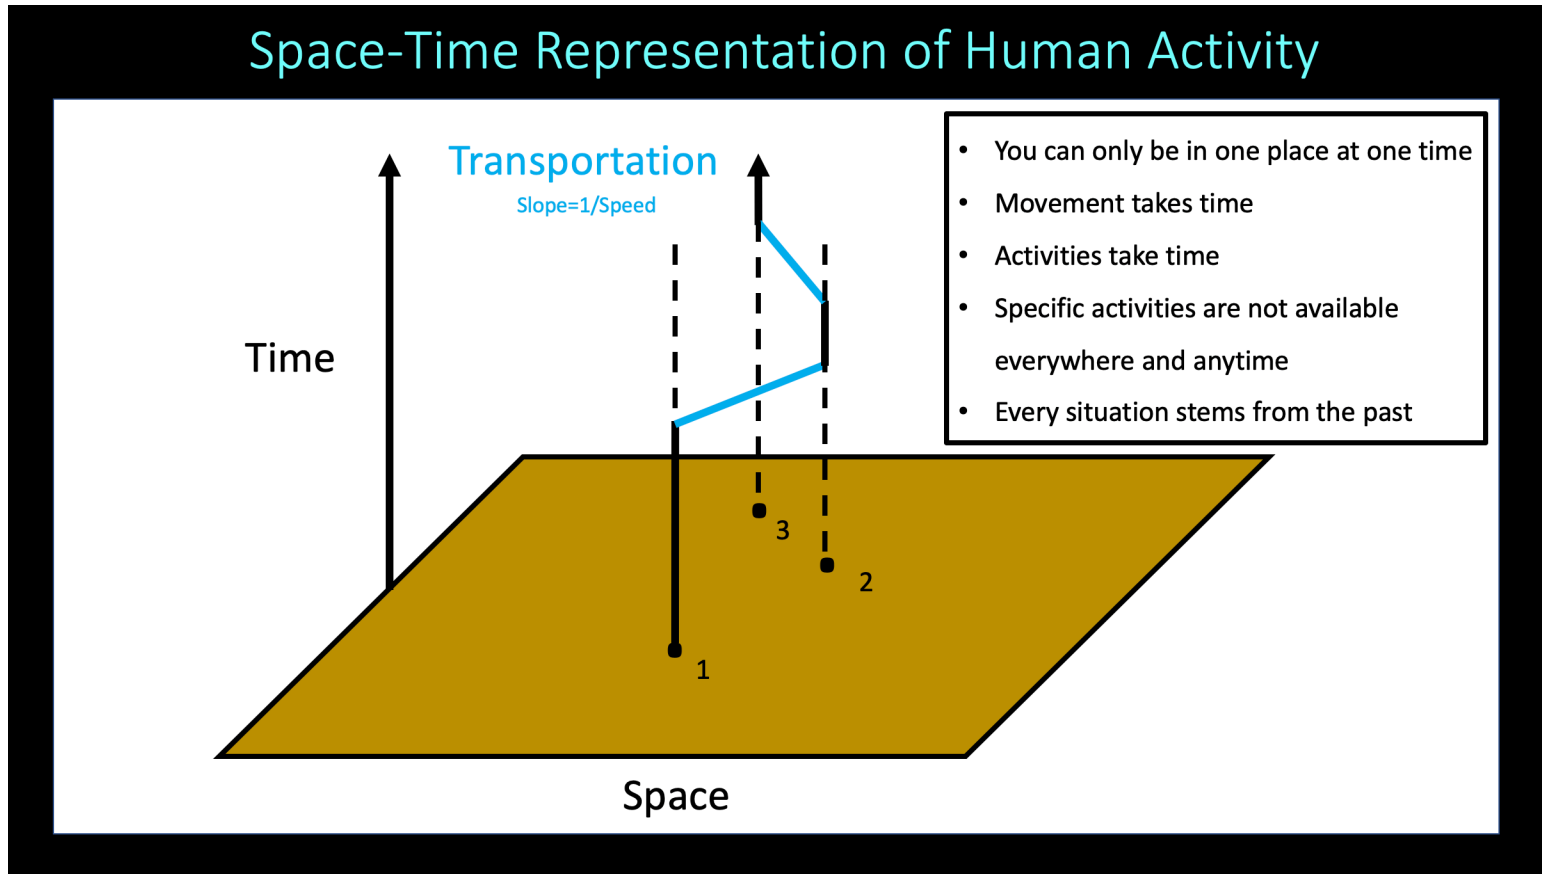 Space-Time Representation of Human Activity
Transportation
Slope=1/Speed
Time
3
2
1
Space
• You can only be in one place at one time
• Movement takes time
• Activities take time
• Specific activities are not available
everywhere and anytime
• Every situation stems from the past